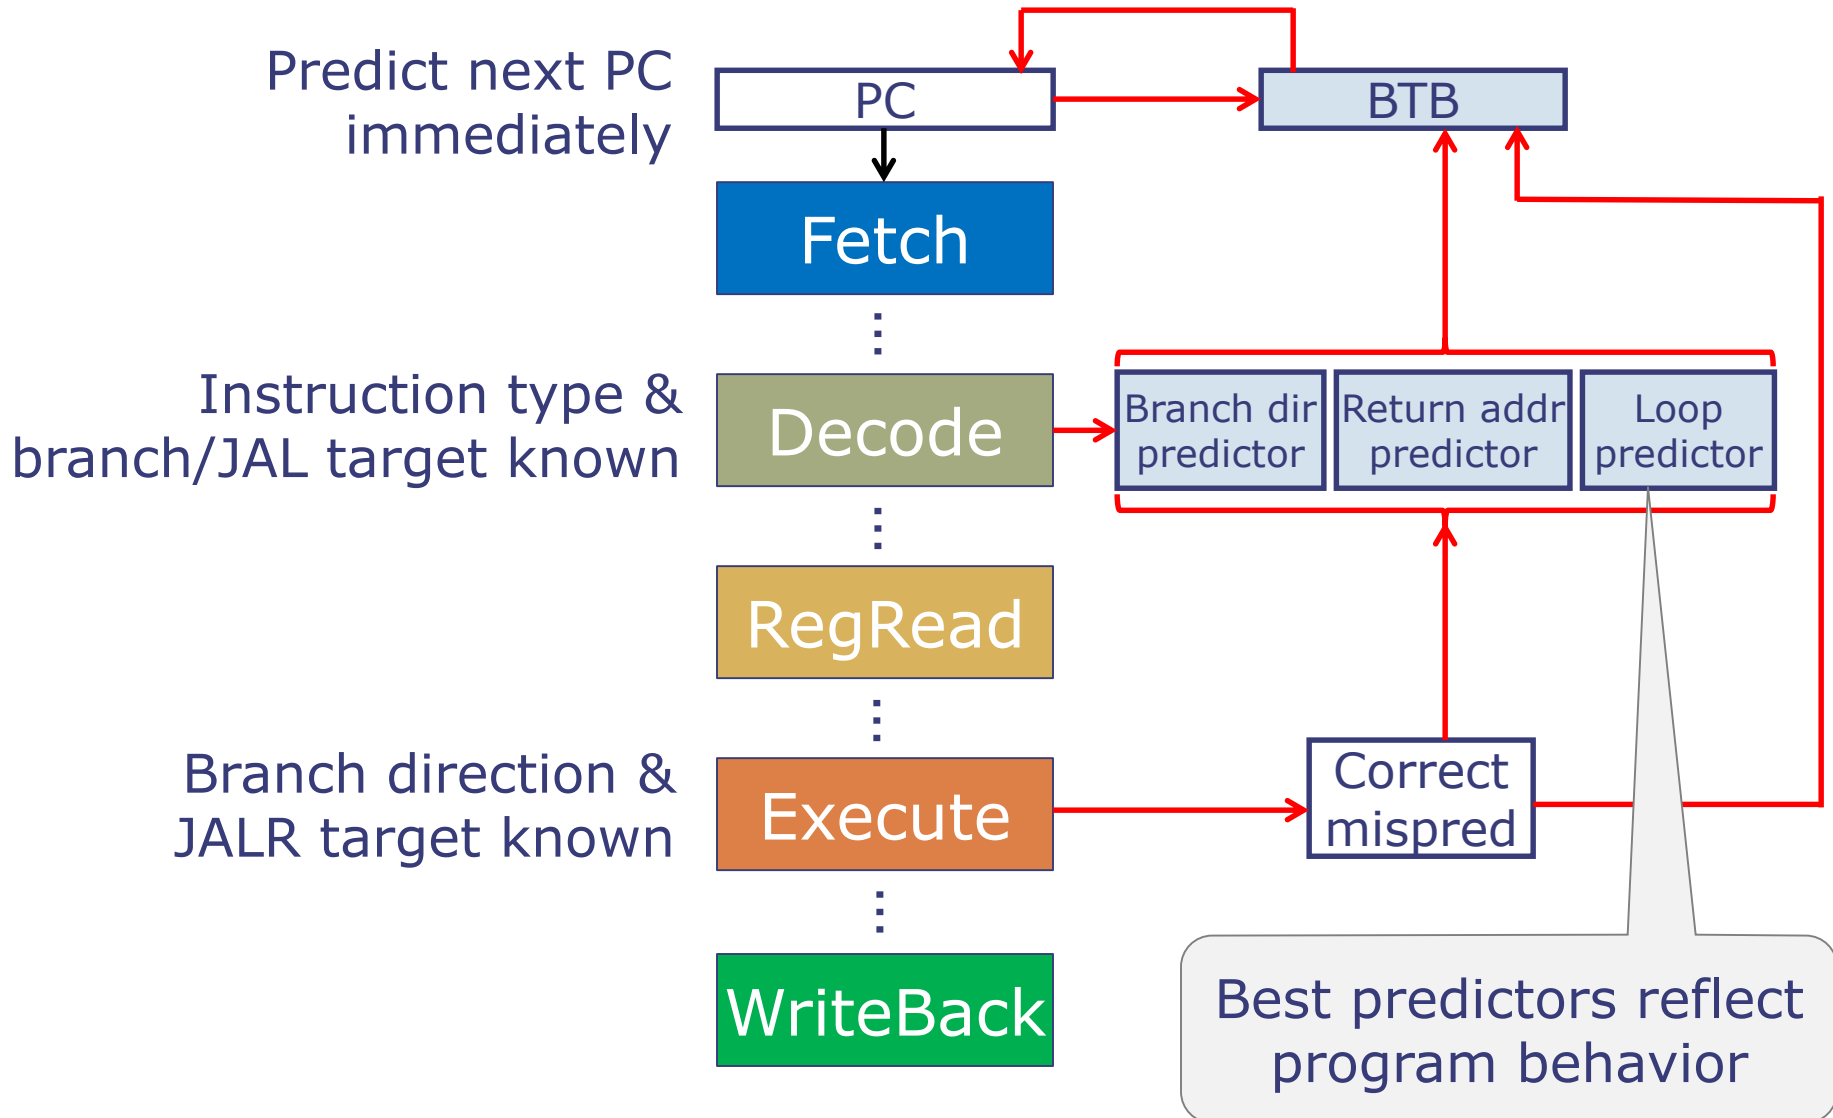 Predict next PC
immediately
PC
BTB
Fetch
Instruction type &
branch/JAL target known
Decode
Branch dir
predictor
Return addr
predictor
Loop
predictor
RegRead
Branch direction &
JALR target known
Execute
Correct
mispred
WriteBack
Best predictors reflect
program behavior